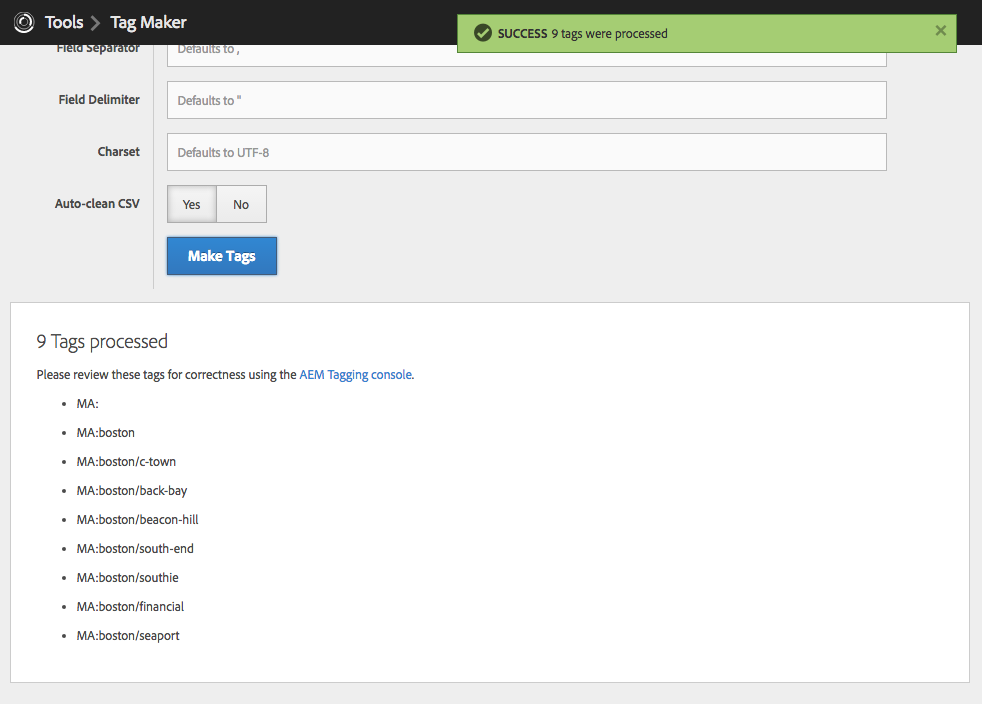 Tools > Tag Maker
SUCCESS 9 tags were processed
×
Field Separator
Defaults to ,
Field Delimiter
Defaults to "
Charset
Defaults to UTF-8
Auto-clean CSV
Yes
No
Make Tags
9 Tags processed
Please review these tags for correctness using the AEM Tagging console.
• MA:
• MA:boston
• MA:boston/c-town
• MA:boston/back-bay
• MA:boston/beacon-hill
• MA:boston/south-end
• MA:boston/southie
• MA:boston/financial
• MA:boston/seaport